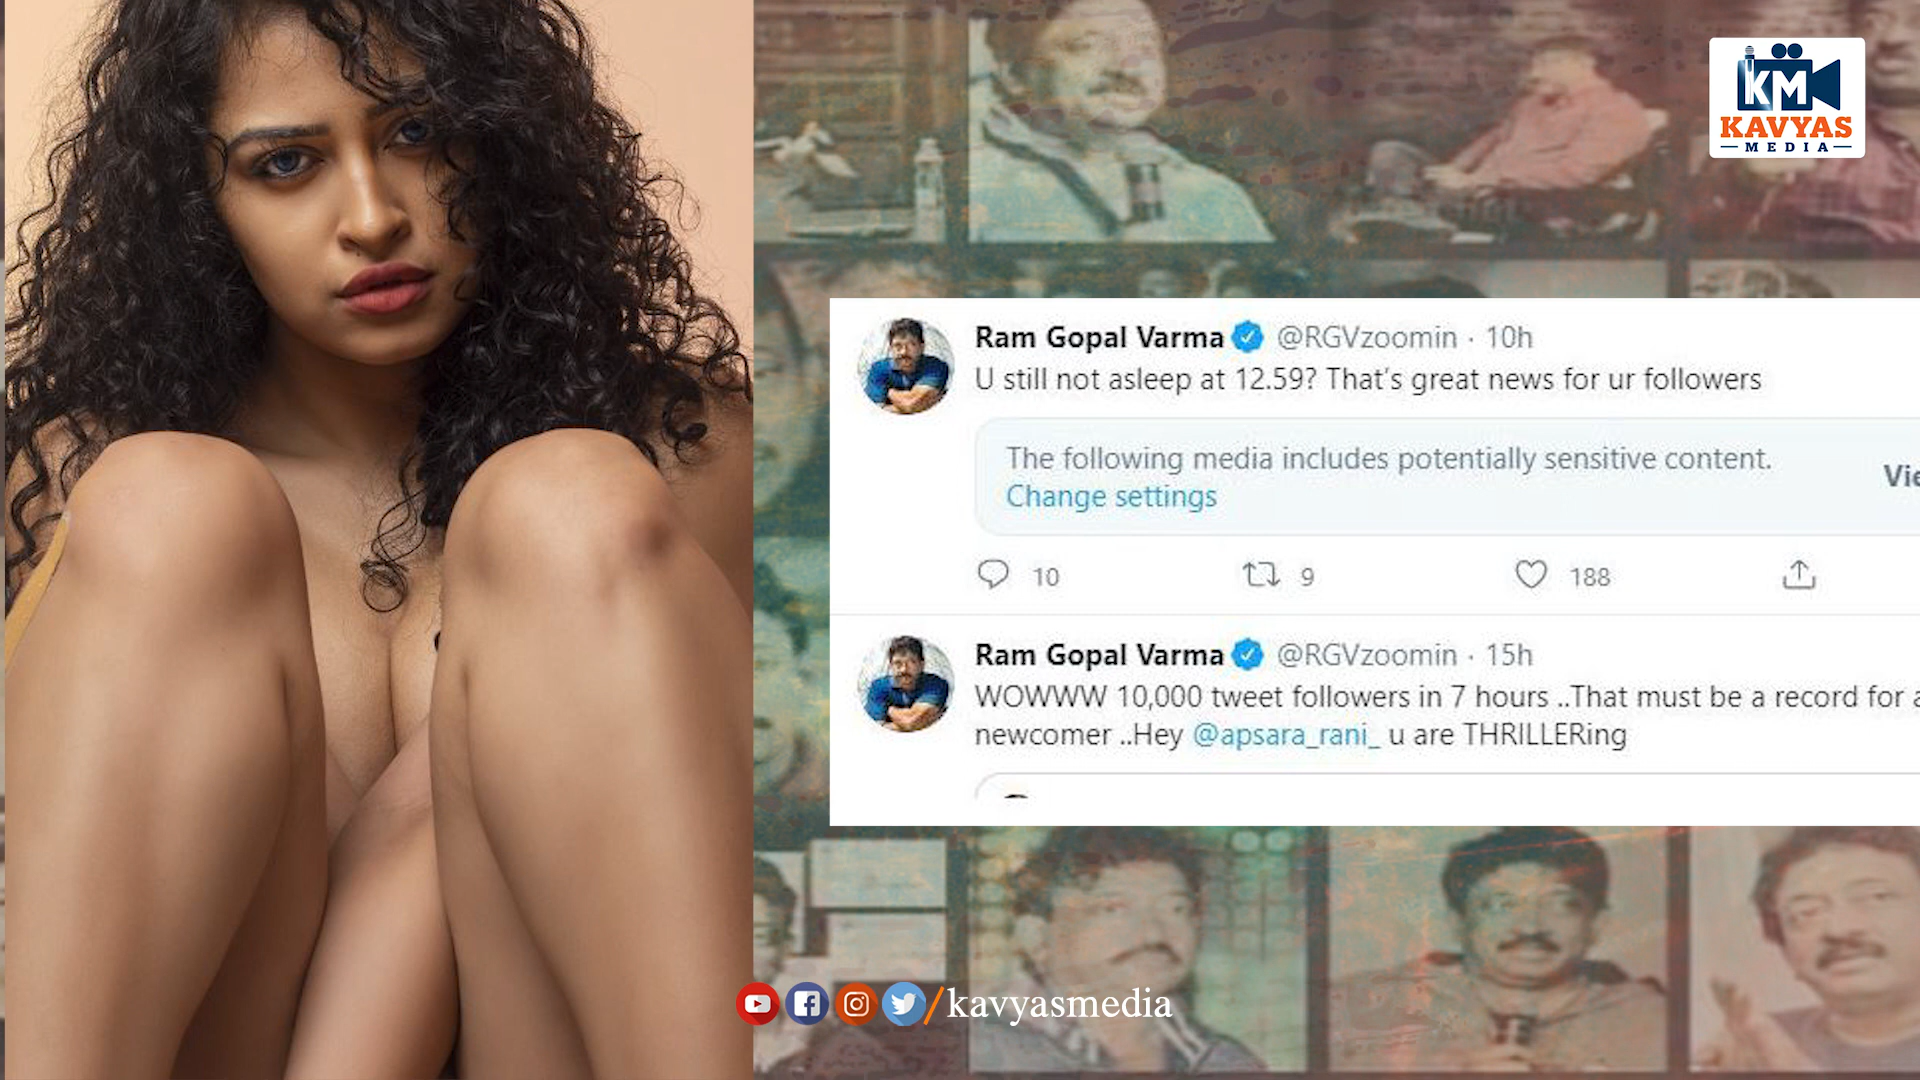 KM
KAVYAS
MEDIA
Ram Gopal Varma @RGVzoomin · 10h
U still not asleep at 12.59? That's great news for ur followers
The following media includes potentially sensitive content.
Change settings
Vie
10 9 188
Ram Gopal Varma @RGVzoomin · 15h
WOWWW 10,000 tweet followers in 7 hours ..That must be a record for a
newcomer ..Hey @apsara_rani_ u are THRILLERing
/kavyasmedia